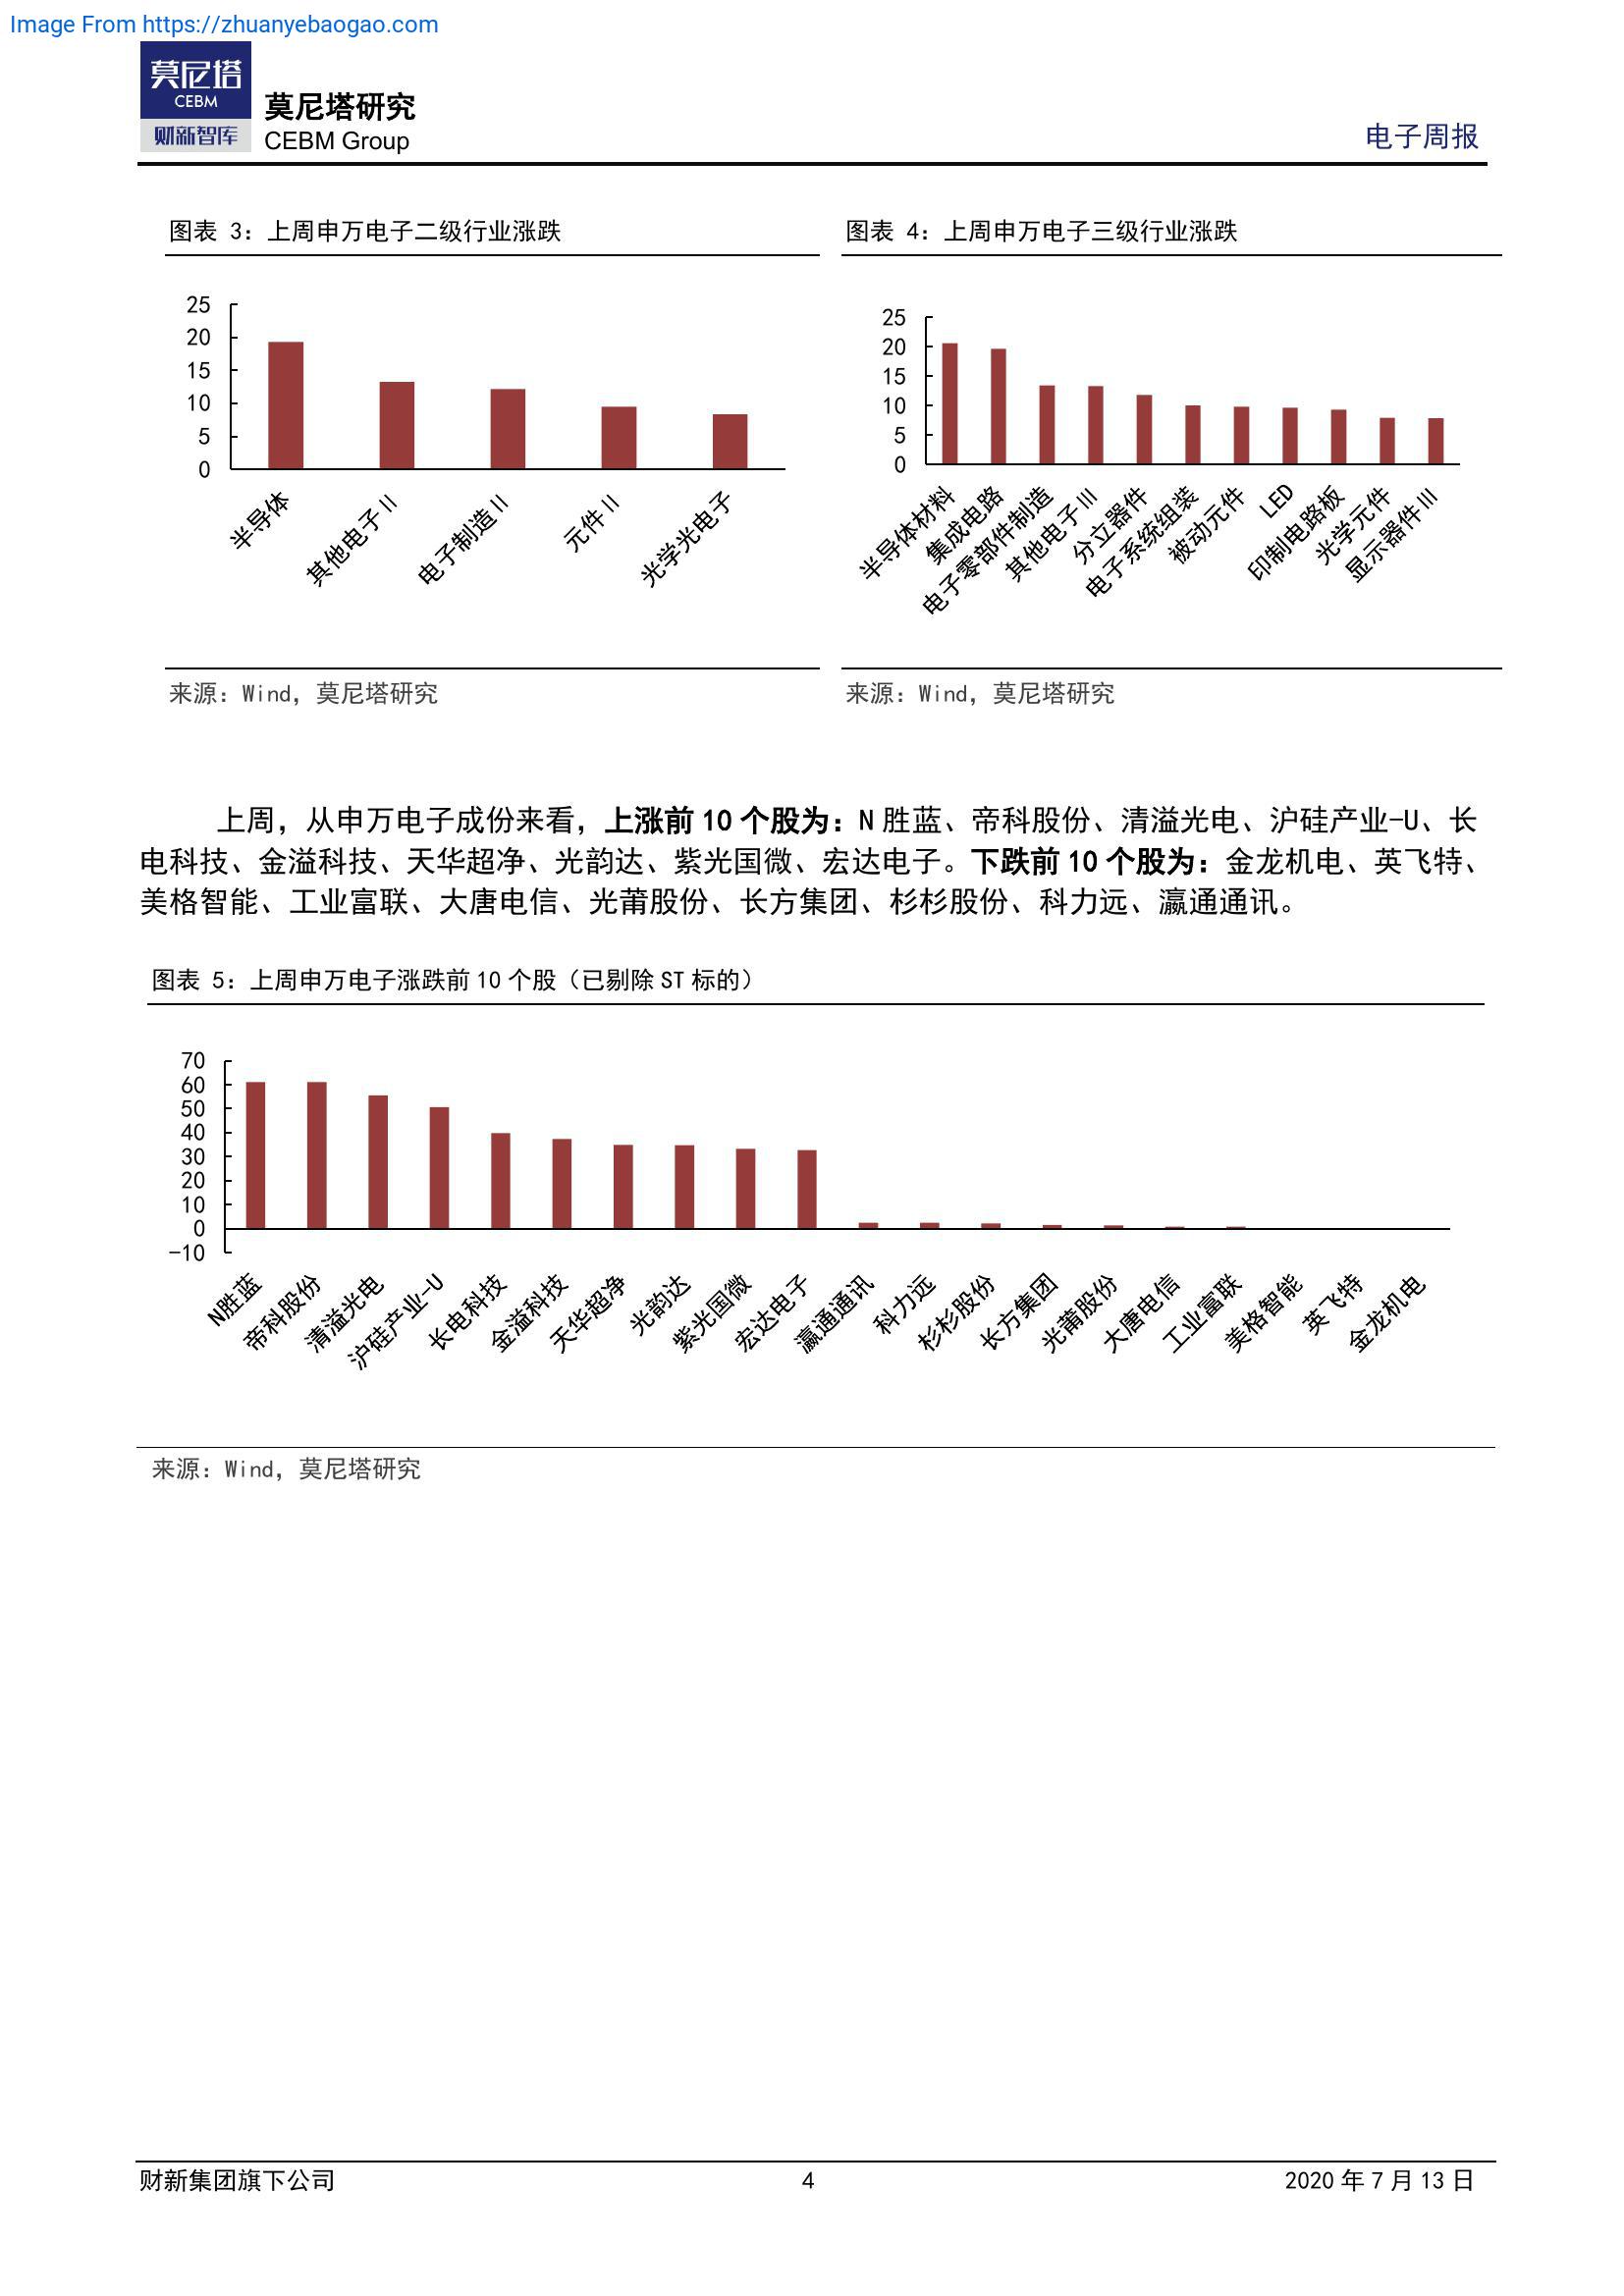 Image From https://zhuanyebaogao.com
莫尼塔
CEBM
财新智库
莫尼塔研究
CEBM Group
电子周报
图表 3：上周申万电子二级行业涨跌
25
20
15
10
5
0
半导体
其他电子Ⅱ
电子制造Ⅱ
元件Ⅱ
光学光电子
来源：Wind，莫尼塔研究
图表 4：上周申万电子三级行业涨跌
25
20
15
10
5
0
半导体材料
集成电路
电子零部件制造
其他电子Ⅲ
分立器件
电子系统组装
被动元件
LED
印制电路板
光学元件
显示器件Ⅲ
来源：Wind，莫尼塔研究
上周，从申万电子成份来看，上涨前 10 个股为：N 胜蓝、帝科股份、清溢光电、沪硅产业-U、长
电科技、金溢科技、天华超净、光韵达、紫光国微、宏达电子。下跌前 10 个股为：金龙机电、英飞特、
美格智能、工业富联、大唐电信、光莆股份、长方集团、杉杉股份、科力远、瀛通通讯。
图表 5：上周申万电子涨跌前 10 个股（已剔除 ST 标的）
70
60
50
40
30
20
10
0
-10
N胜蓝
帝科股份
清溢光电
沪硅产业-U
长电科技
金溢科技
天华超净
光韵达
紫光国微
宏达电子
瀛通通讯
科力远
杉杉股份
长方集团
光莆股份
大唐电信
工业富联
美格智能
英飞特
金龙机电
来源：Wind，莫尼塔研究
财新集团旗下公司
4
2020 年 7 月 13 日